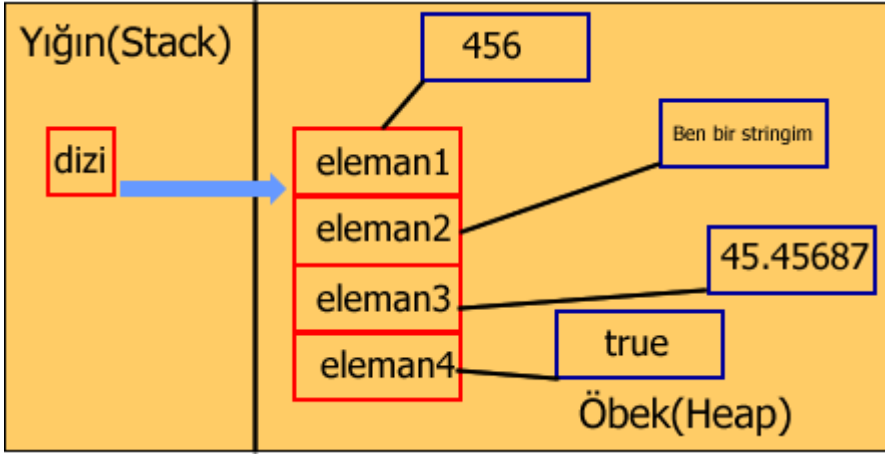 Yığın(Stack)
456
Ben bir stringim
dizi
eleman1
eleman2
45.45687
eleman3
true
eleman4
Öbek(Heap)